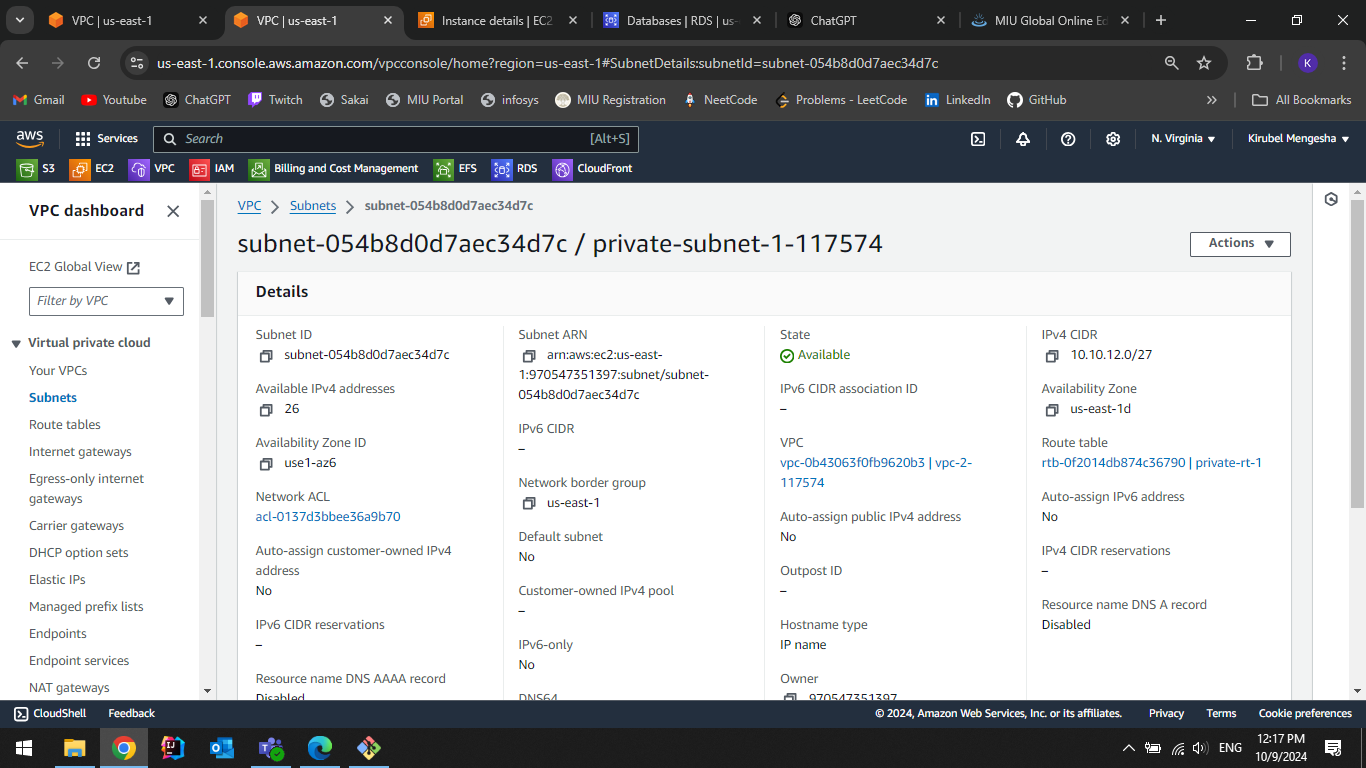 VPC | us-east-1
VPC | us-east-1
Instance details | EC2
Databases | RDS | us-
ChatGPT
MIU Global Online Ed
us-east-1.console.aws.amazon.com/vpcconsole/home?region=us-east-1#SubnetDetails:subnetId=subnet-054b8d0d7aec34d7c
K
Gmail
Youtube
ChatGPT
Twitch
Sakai
MIU Portal
infosys
MIU Registration
NeetCode
Problems - LeetCode
LinkedIn
GitHub
All Bookmarks
aws
Services
Search
[Alt+S]
N. Virginia
Kirubel Mengesha
S3
EC2
VPC
IAM
Billing and Cost Management
EFS
RDS
CloudFront
VPC dashboard
EC2 Global View
Filter by VPC
Virtual private cloud
Your VPCs
Subnets
Route tables
Internet gateways
Egress-only internet
gateways
Carrier gateways
DHCP option sets
Elastic IPs
Managed prefix lists
Endpoints
Endpoint services
NAT gateways
VPC
Subnets
subnet-054b8d0d7aec34d7c
subnet-054b8d0d7aec34d7c / private-subnet-1-117574
Actions
Details
Subnet ID
subnet-054b8d0d7aec34d7c
Available IPv4 addresses
26
Availability Zone ID
use1-az6
Network ACL
acl-0137d3bbee36a9b70
Auto-assign customer-owned IPv4
address
No
IPv6 CIDR reservations
–
Resource name DNS AAAA record
Disabled
Subnet ARN
arn:aws:ec2:us-east-
1:970547351397:subnet/subnet-
054b8d0d7aec34d7c
IPv6 CIDR
–
Network border group
us-east-1
Default subnet
No
Customer-owned IPv4 pool
–
IPv6-only
No
DNS64
State
Available
IPv6 CIDR association ID
–
VPC
vpc-0b43063f0fb9620b3 | vpc-2-
117574
Auto-assign public IPv4 address
No
Outpost ID
–
Hostname type
IP name
Owner
970547351397
IPv4 CIDR
10.10.12.0/27
Availability Zone
us-east-1d
Route table
rtb-0f2014db874c36790 | private-rt-1
Auto-assign IPv6 address
No
IPv4 CIDR reservations
–
Resource name DNS A record
Disabled
CloudShell
Feedback
© 2024, Amazon Web Services, Inc. or its affiliates.
Privacy
Terms
Cookie preferences
ENG
12:17 PM
10/9/2024